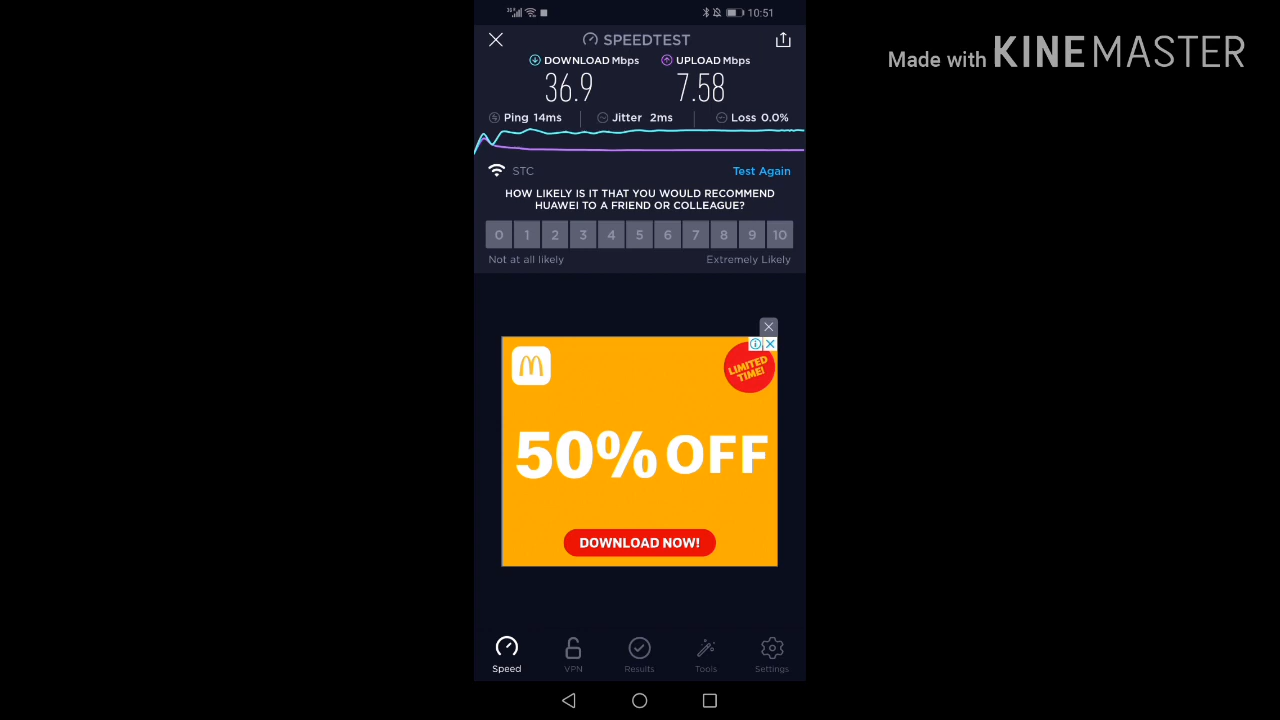 10:51
Made with KINEMASTER
SPEEDTEST
DOWNLOAD Mbps UPLOAD Mbps
36.9 7.58
Ping 14ms Jitter 2ms Loss 0.0%
STC Test Again
HOW LIKELY IS IT THAT YOU WOULD RECOMMEND
HUAWEI TO A FRIEND OR COLLEAGUE?
0 1 2 3 4 5 6 7 8 9 10
Not at all likely Extremely Likely
LIMITED
TIME!
50% OFF
DOWNLOAD NOW!
Speed VPN Results Tools Settings